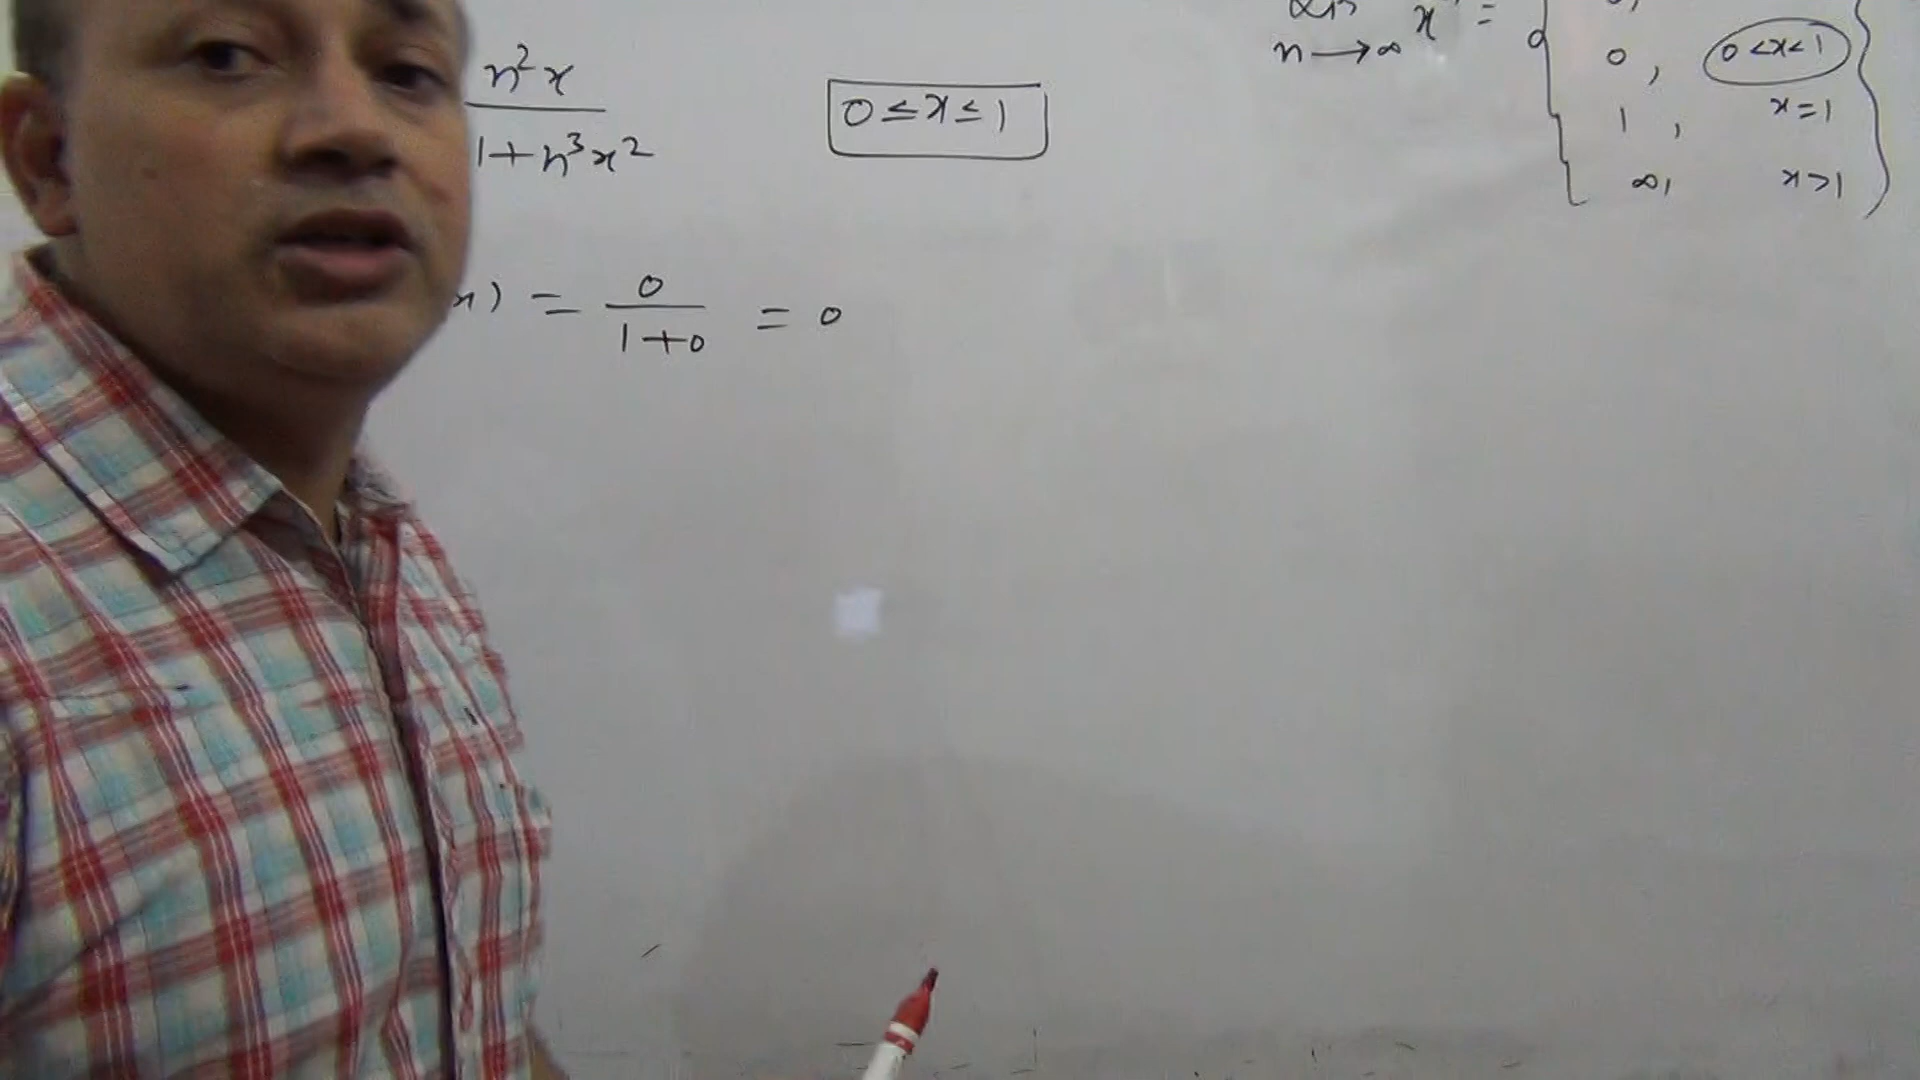 n²x
1+n³x²
0 ≤ x ≤ 1
x) = 0/(1+0) = 0
x =
n → ∞
0, 0<x<1
1, x=1
∞, x>1